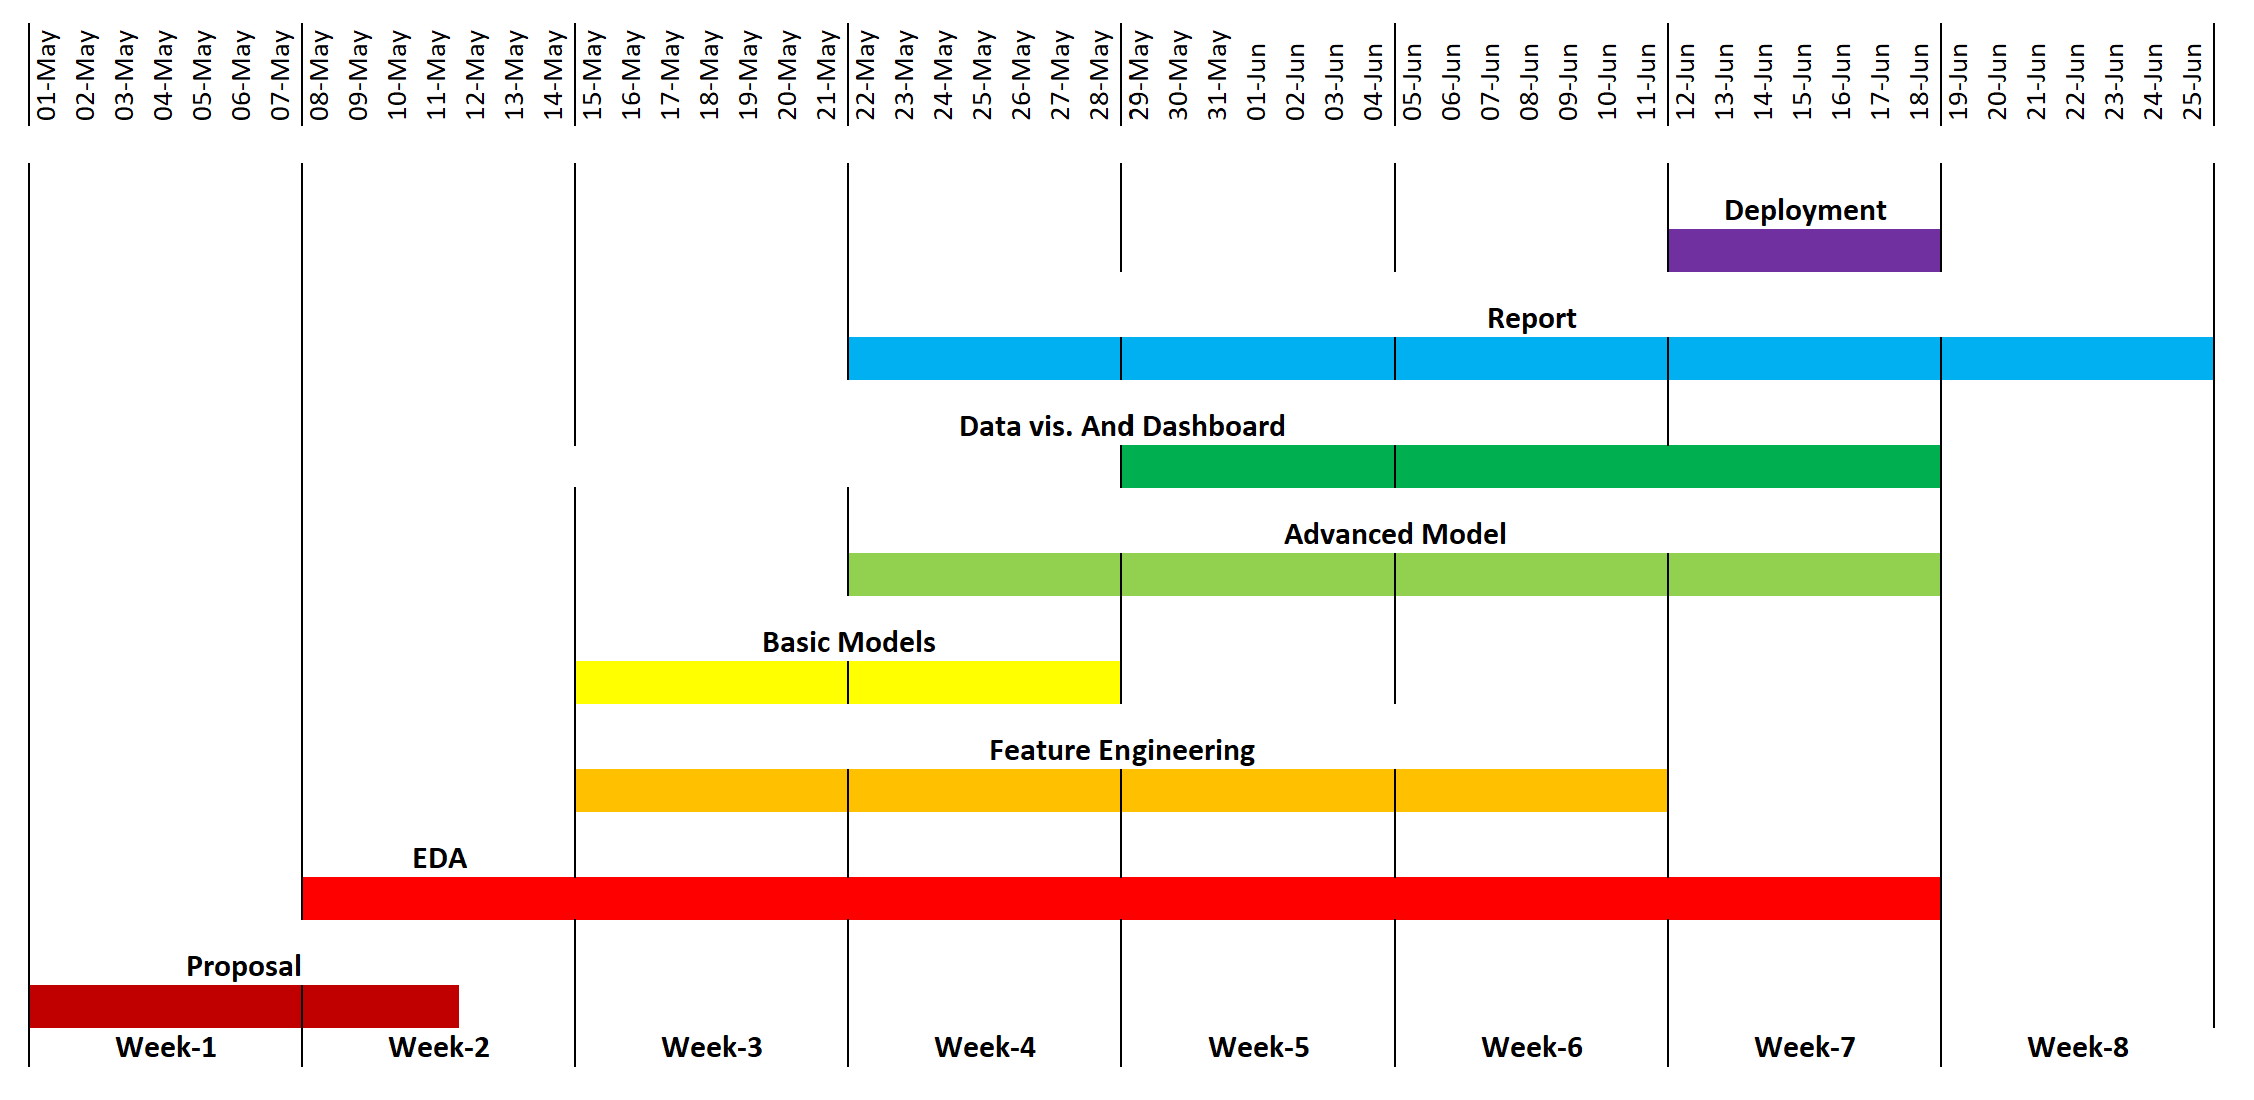 01-May
02-May
03-May
04-May
05-May
06-May
07-May
08-May
09-May
10-May
11-May
12-May
13-May
14-May
15-May
16-May
17-May
18-May
19-May
20-May
21-May
22-May
23-May
24-May
25-May
26-May
27-May
28-May
29-May
30-May
31-May
01-Jun
02-Jun
03-Jun
04-Jun
05-Jun
06-Jun
07-Jun
08-Jun
09-Jun
10-Jun
11-Jun
12-Jun
13-Jun
14-Jun
15-Jun
16-Jun
17-Jun
18-Jun
19-Jun
20-Jun
21-Jun
22-Jun
23-Jun
24-Jun
25-Jun
Deployment
Report
Data vis. And Dashboard
Advanced Model
Basic Models
Feature Engineering
EDA
Proposal
Week-1
Week-2
Week-3
Week-4
Week-5
Week-6
Week-7
Week-8